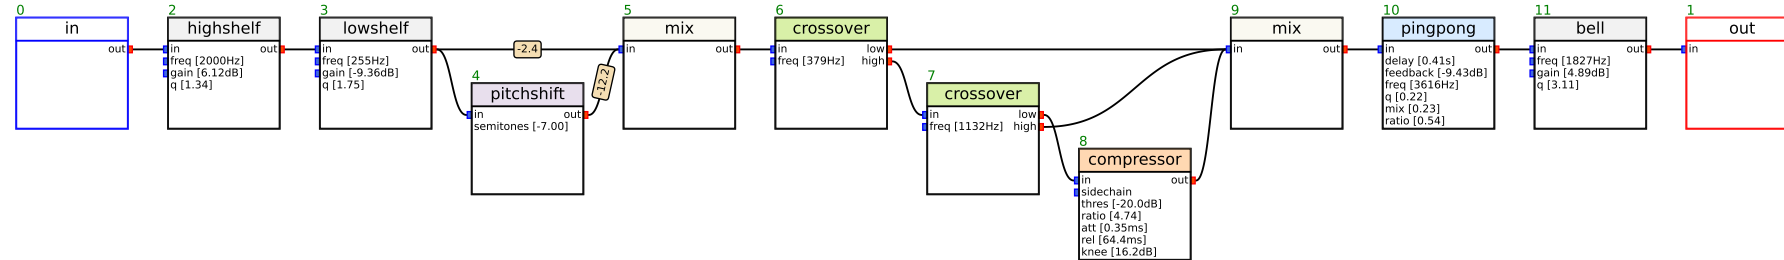 0
in
out
2
highshelf
in out
freq [2000Hz]
gain [6.12dB]
q [1.34]
3
lowshelf
in out
freq [255Hz]
gain [-9.36dB]
q [1.75]
-2.4
4
pitchshift
in out
semitones [-7.00]
-12.2
5
mix
in out
6
crossover
in low
freq [379Hz] high
7
crossover
in low
freq [1132Hz] high
8
compressor
in out
sidechain
thres [-20.0dB]
ratio [4.74]
att [0.35ms]
rel [64.4ms]
knee [16.2dB]
9
mix
in out
10
pingpong
in out
delay [0.41s]
feedback [-9.43dB]
freq [3616Hz]
q [0.22]
mix [0.23]
ratio [0.54]
11
bell
in out
freq [1827Hz]
gain [4.89dB]
q [3.11]
1
out
in